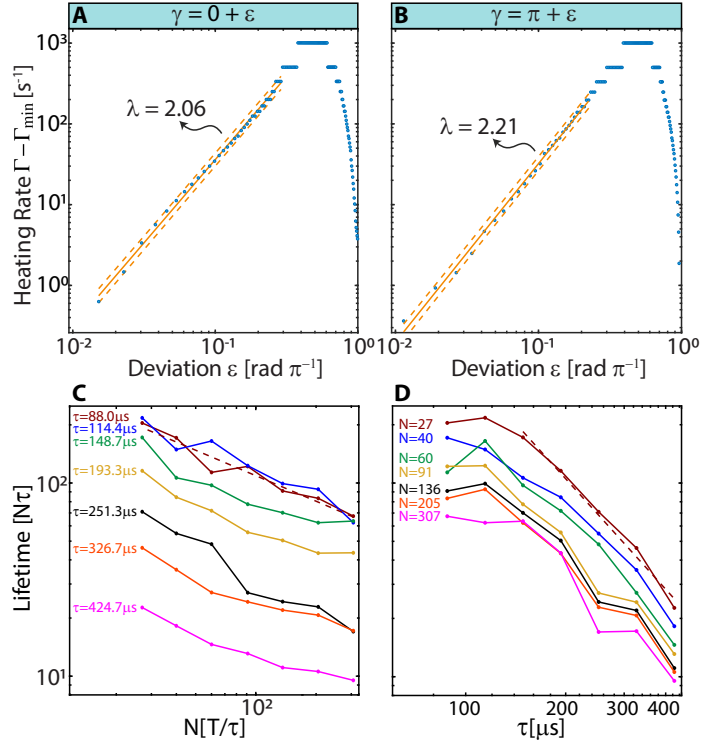 A
γ = 0 + ε
B
γ = π + ε
Heating Rate Γ − Γmin [s⁻¹]
10³
10²
10¹
10⁰
λ = 2.06
λ = 2.21
10⁻² 10⁻¹ 10⁰
10⁻² 10⁻¹ 10⁰
Deviation ε [rad π⁻¹]
Deviation ε [rad π⁻¹]
C
D
Lifetime [Nτ]
10²
10¹
τ=88.0μs
τ=114.4μs
τ=148.7μs
τ=193.3μs
τ=251.3μs
τ=326.7μs
τ=424.7μs
N=27
N=40
N=60
N=91
N=136
N=205
N=307
10²
100 200 300 400
N[T/τ]
τ[μs]